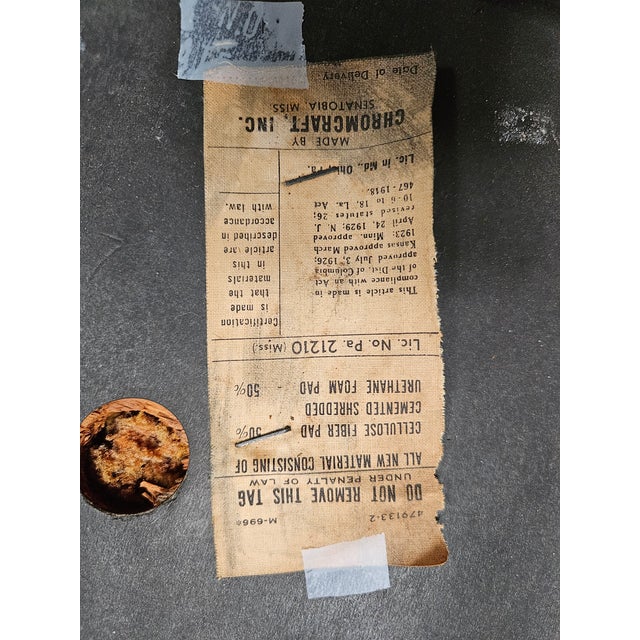 479133-2 M-696
DO NOT REMOVE THIS TAG
UNDER PENALTY OF LAW
ALL NEW MATERIAL CONSISTING OF
CELLULOSE FIBER PAD 50%
CEMENTED SHREDDED
URETHANE FOAM PAD - 50%
Lic. No. Pa. 21210 (Miss.)
This article is made in
compliance with an Act
of the Dist. of Columbia
approved July 3, 1926;
Kansas approved March
1923; Minn. approved
April 24, 1929; N. J.
revised statutes 26;
10-6 to 18. La. Act
467-1918.
Lic. in Md., Ohio, Pa.
Certification
is made
that the
materials
in this
article are
described in
accordance
with law.
MADE BY
CHROMCRAFT, INC.
SENATOBIA, MISS
Date of Delivery